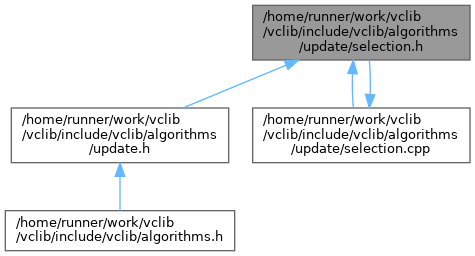 /home/runner/work/vclib
/vclib/include/vclib/algorithms
/update/selection.h
/home/runner/work/vclib
/vclib/include/vclib/algorithms
/update.h
/home/runner/work/vclib
/vclib/include/vclib/algorithms
/update/selection.cpp
/home/runner/work/vclib
/vclib/include/vclib/algorithms.h